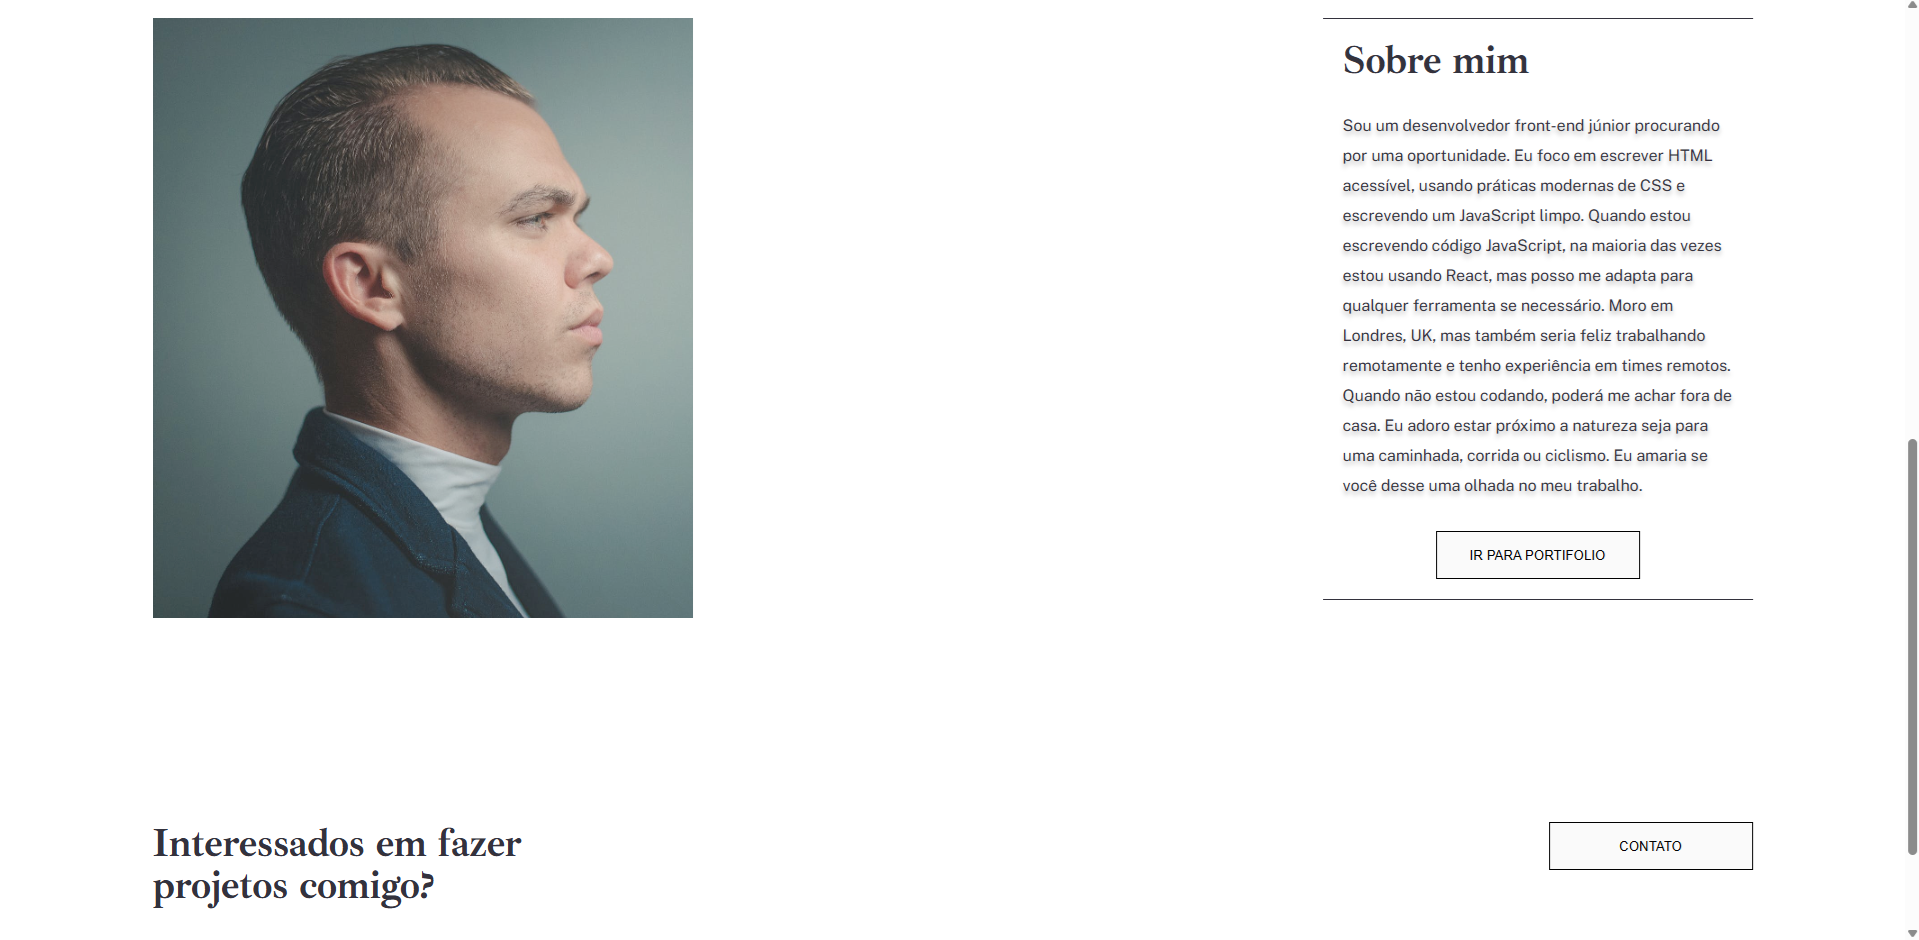 Sobre mim
Sou um desenvolvedor front-end júnior procurando
por uma oportunidade. Eu foco em escrever HTML
acessível, usando práticas modernas de CSS e
escrevendo um JavaScript limpo. Quando estou
escrevendo código JavaScript, na maioria das vezes
estou usando React, mas posso me adapta para
qualquer ferramenta se necessário. Moro em
Londres, UK, mas também seria feliz trabalhando
remotamente e tenho experiência em times remotos.
Quando não estou codando, poderá me achar fora de
casa. Eu adoro estar próximo a natureza seja para
uma caminhada, corrida ou ciclismo. Eu amaria se
você desse uma olhada no meu trabalho.
IR PARA PORTIFOLIO
Interessados em fazer
projetos comigo?
CONTATO